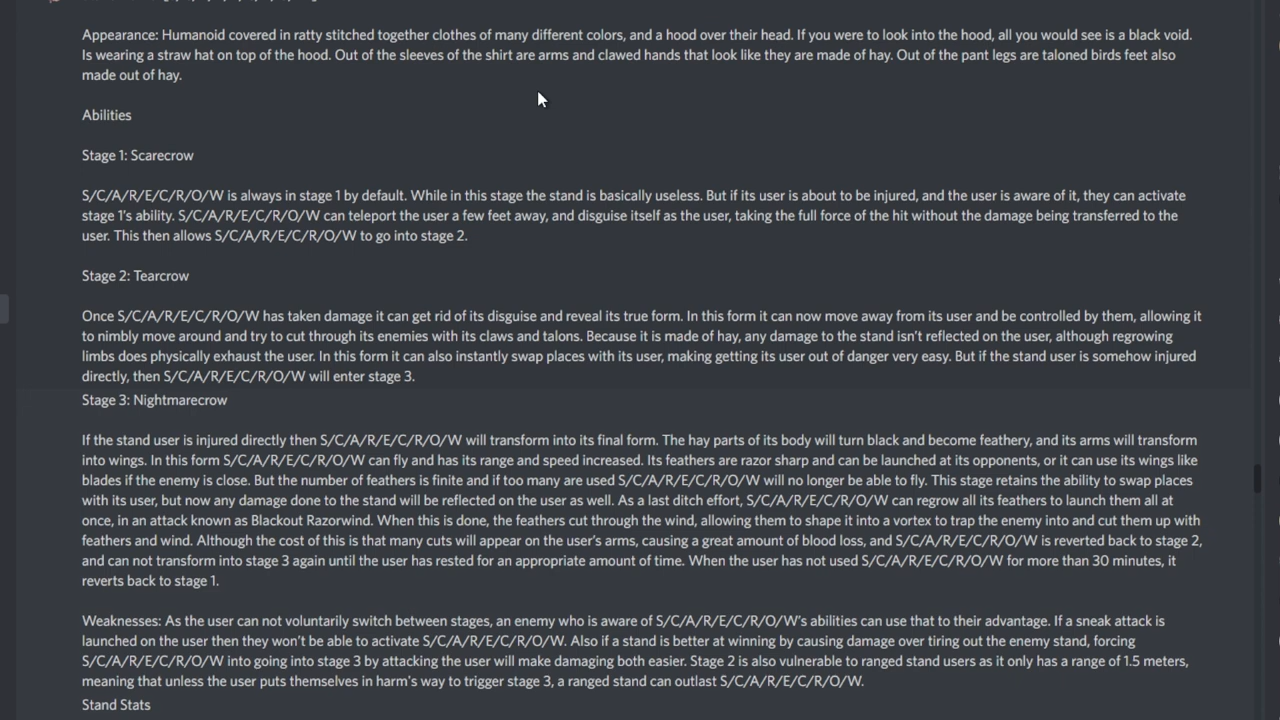 Appearance: Humanoid covered in ratty stitched together clothes of many different colors, and a hood over their head. If you were to look into the hood, all you would see is a black void.
Is wearing a straw hat on top of the hood. Out of the sleeves of the shirt are arms and clawed hands that look like they are made of hay. Out of the pant legs are taloned birds feet also
made out of hay.
Abilities
Stage 1: Scarecrow
S/C/A/R/E/C/R/O/W is always in stage 1 by default. While in this stage the stand is basically useless. But if its user is about to be injured, and the user is aware of it, they can activate
stage 1's ability. S/C/A/R/E/C/R/O/W can teleport the user a few feet away, and disguise itself as the user, taking the full force of the hit without the damage being transferred to the
user. This then allows S/C/A/R/E/C/R/O/W to go into stage 2.
Stage 2: Tearcrow
Once S/C/A/R/E/C/R/O/W has taken damage it can get rid of its disguise and reveal its true form. In this form it can now move away from its user and be controlled by them, allowing it
to nimbly move around and try to cut through its enemies with its claws and talons. Because it is made of hay, any damage to the stand isn't reflected on the user, although regrowing
limbs does physically exhaust the user. In this form it can also instantly swap places with its user, making getting its user out of danger very easy. But if the stand user is somehow injured
directly, then S/C/A/R/E/C/R/O/W will enter stage 3.
Stage 3: Nightmarecrow
If the stand user is injured directly then S/C/A/R/E/C/R/O/W will transform into its final form. The hay parts of its body will turn black and become feathery, and its arms will transform
into wings. In this form S/C/A/R/E/C/R/O/W can fly and has its range and speed increased. Its feathers are razor sharp and can be launched at its opponents, or it can use its wings like
blades if the enemy is close. But the number of feathers is finite and if too many are used S/C/A/R/E/C/R/O/W will no longer be able to fly. This stage retains the ability to swap places
with its user, but now any damage done to the stand will be reflected on the user as well. As a last ditch effort, S/C/A/R/E/C/R/O/W can regrow all its feathers to launch them all at
once, in an attack known as Blackout Razorwind. When this is done, the feathers cut through the wind, allowing them to shape it into a vortex to trap the enemy into and cut them up with
feathers and wind. Although the cost of this is that many cuts will appear on the user's arms, causing a great amount of blood loss, and S/C/A/R/E/C/R/O/W is reverted back to stage 2,
and can not transform into stage 3 again until the user has rested for an appropriate amount of time. When the user has not used S/C/A/R/E/C/R/O/W for more than 30 minutes, it
reverts back to stage 1.
Weaknesses: As the user can not voluntarily switch between stages, an enemy who is aware of S/C/A/R/E/C/R/O/W's abilities can use that to their advantage. If a sneak attack is
launched on the user then they won't be able to activate S/C/A/R/E/C/R/O/W. Also if a stand is better at winning by causing damage over tiring out the enemy stand, forcing
S/C/A/R/E/C/R/O/W into going into stage 3 by attacking the user will make damaging both easier. Stage 2 is also vulnerable to ranged stand users as it only has a range of 1.5 meters,
meaning that unless the user puts themselves in harm's way to trigger stage 3, a ranged stand can outlast S/C/A/R/E/C/R/O/W.
Stand Stats